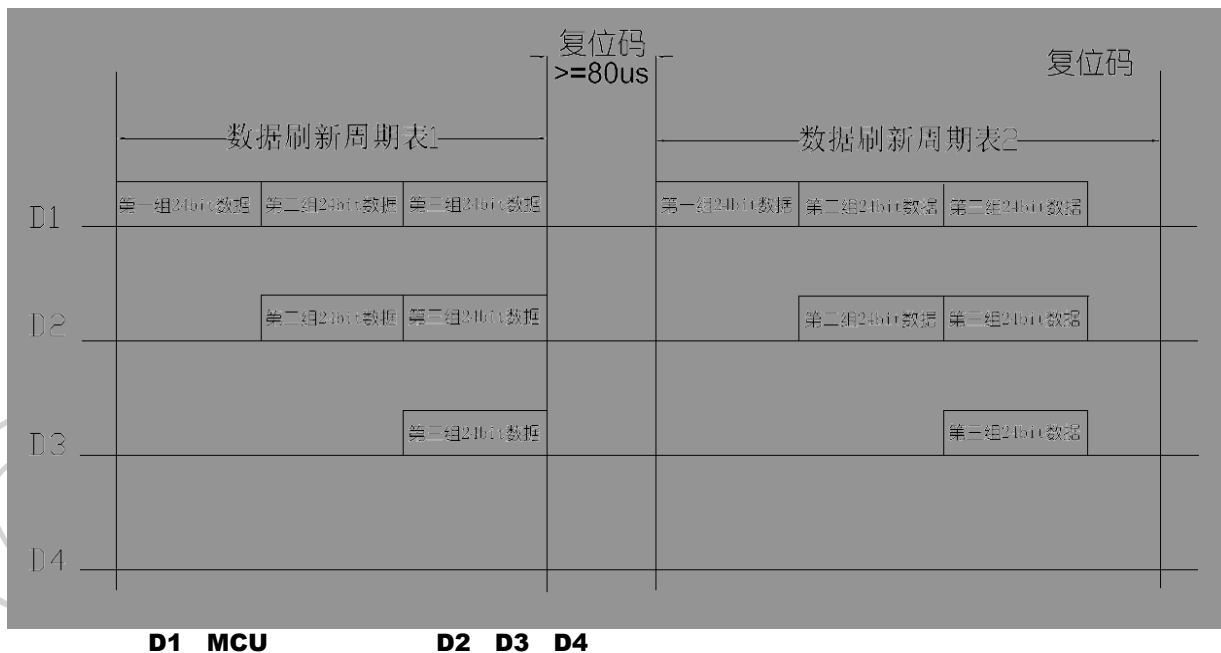 复位码
>=80us
复位码
数据刷新周期表1
数据刷新周期表2
D1
第一组24bit数据 第二组24bit数据 第三组24bit数据
第一组24bit数据 第二组24bit数据 第三组24bit数据
D2
第二组24bit数据 第三组24bit数据
第二组24bit数据 第三组24bit数据
D3
第三组24bit数据
第三组24bit数据
D4
D1 MCU D2 D3 D4